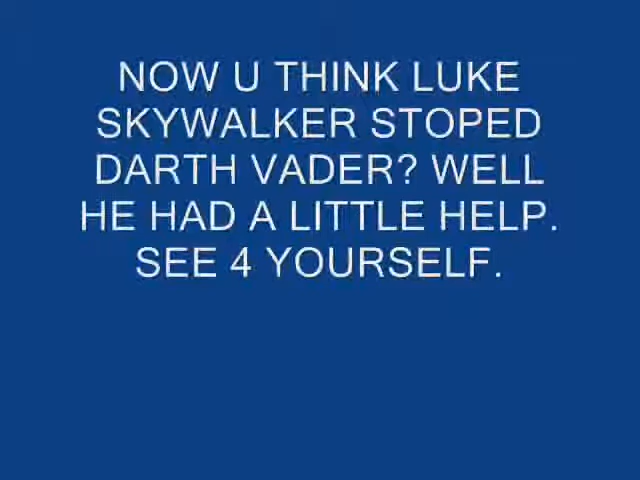 NOW U THINK LUKE
SKYWALKER STOPED
DARTH VADER? WELL
HE HAD A LITTLE HELP.
SEE 4 YOURSELF.